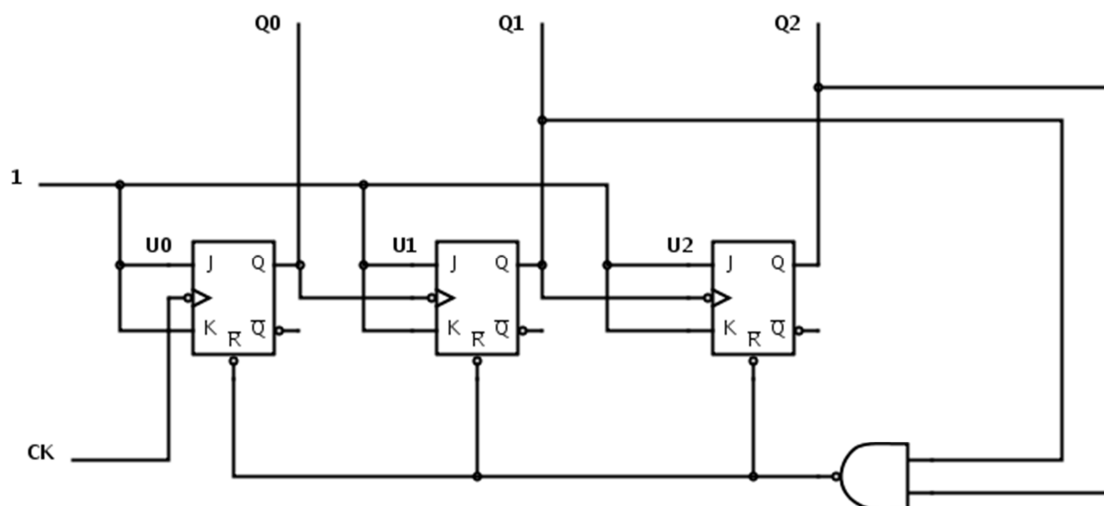 Q0 Q1 Q2
1
U0 U1 U2
J Q J Q J Q
K R̅ Q̅ K R̅ Q̅ K R̅ Q̅
CK